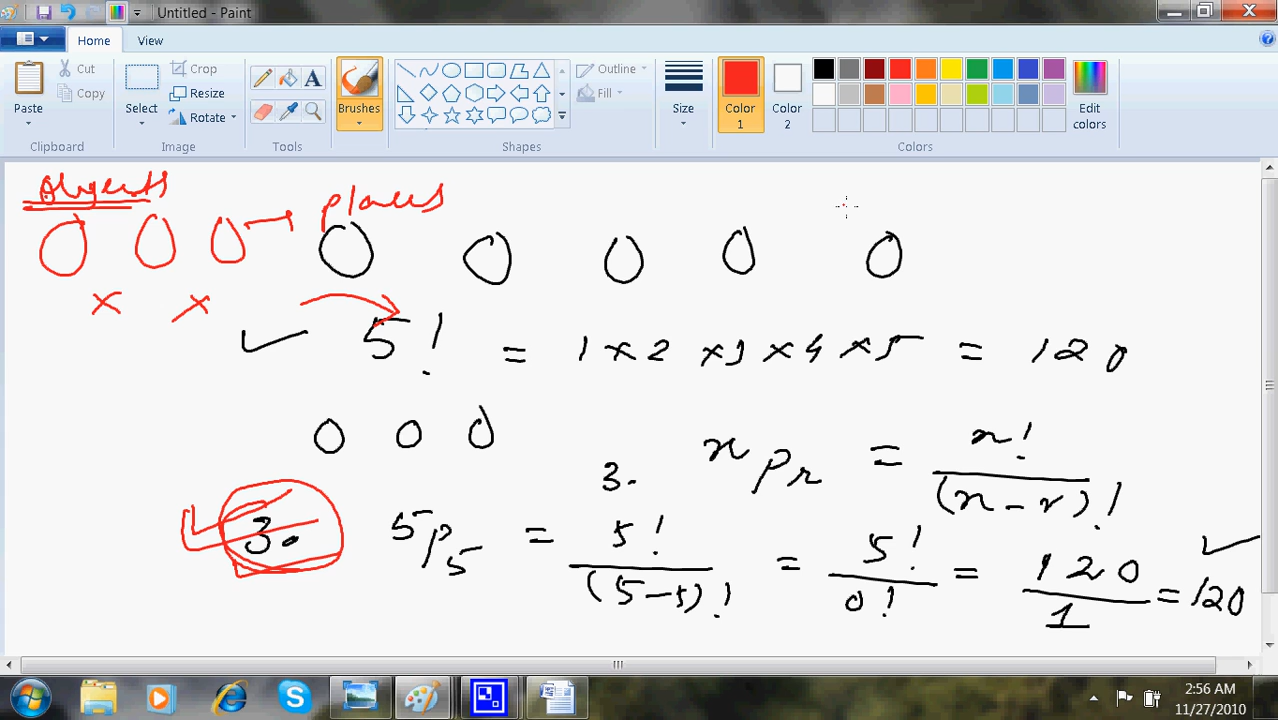 Untitled - Paint
Home View
Cut
Copy
Paste
Clipboard
Select
Crop
Resize
Rotate
Image
Tools
Brushes
Outline
Fill
Shapes
Size
Color 1
Color 2
Edit colors
Colors
objects
places
O O O O O O O O
x x
5! = 1 x 2 x 3 x 4 x 5 = 120
O O O
3.
nPr = n! / (n - r)!
3.
5P5 = 5! / (5 - 5)! = 5! / 0! = 120 / 1 = 120
2:56 AM
11/27/2010